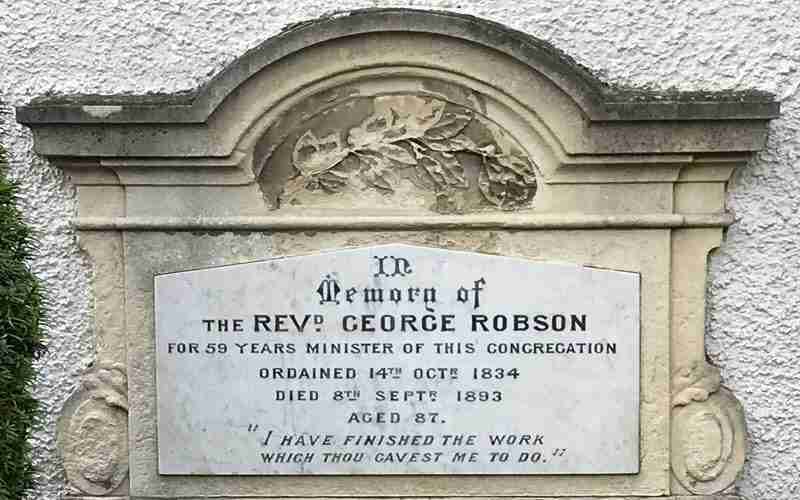 In
Memory of
THE REVD GEORGE ROBSON
FOR 59 YEARS MINISTER OF THIS CONGREGATION
ORDAINED 14TH OCTR 1834
DIED 8TH SEPTR 1893
AGED 87.
"I HAVE FINISHED THE WORK
WHICH THOU GAVEST ME TO DO."